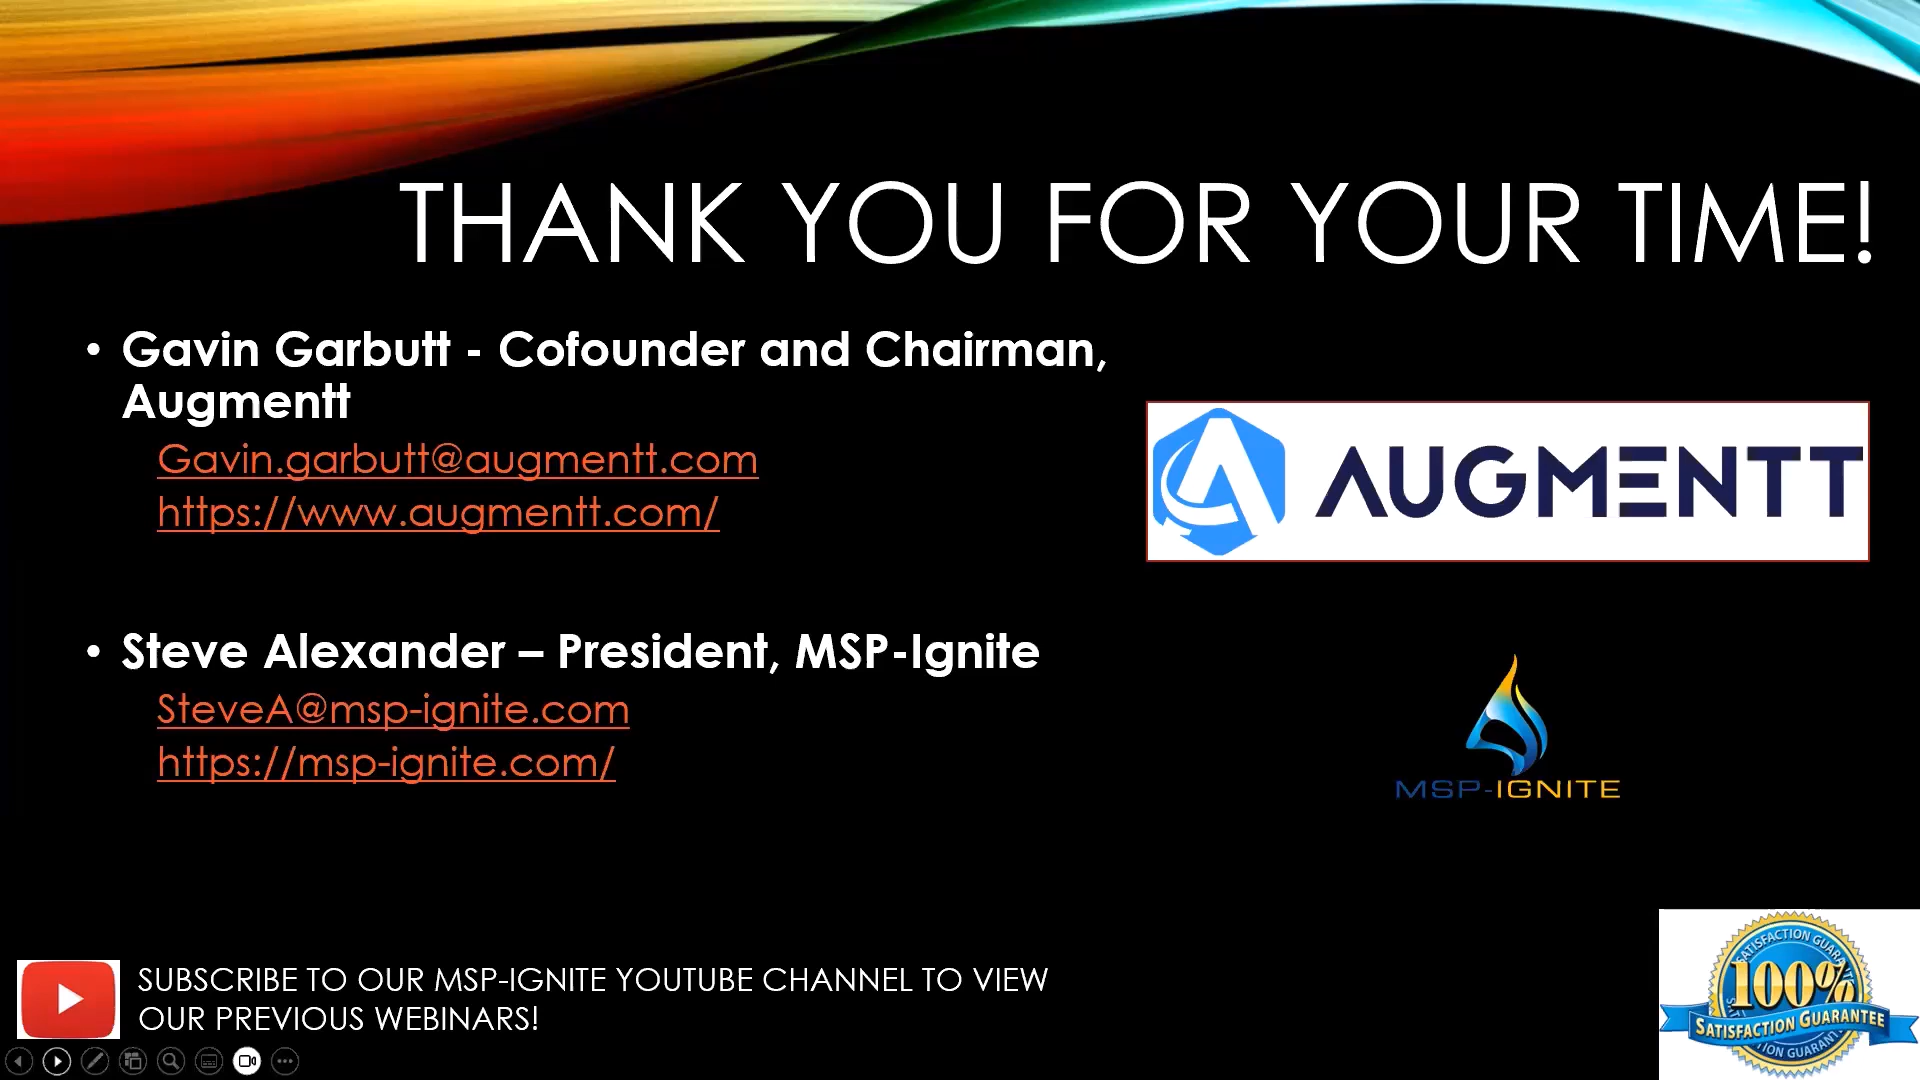 THANK YOU FOR YOUR TIME!
• Gavin Garbutt - Cofounder and Chairman,
Augmentt
Gavin.garbutt@augmentt.com
https://www.augmentt.com/
AUGMENTT
• Steve Alexander – President, MSP-Ignite
SteveA@msp-ignite.com
https://msp-ignite.com/
MSP-IGNITE
SUBSCRIBE TO OUR MSP-IGNITE YOUTUBE CHANNEL TO VIEW
OUR PREVIOUS WEBINARS!
SATISFACTION GUARA
100%
SATISFACTION GUARANTEE